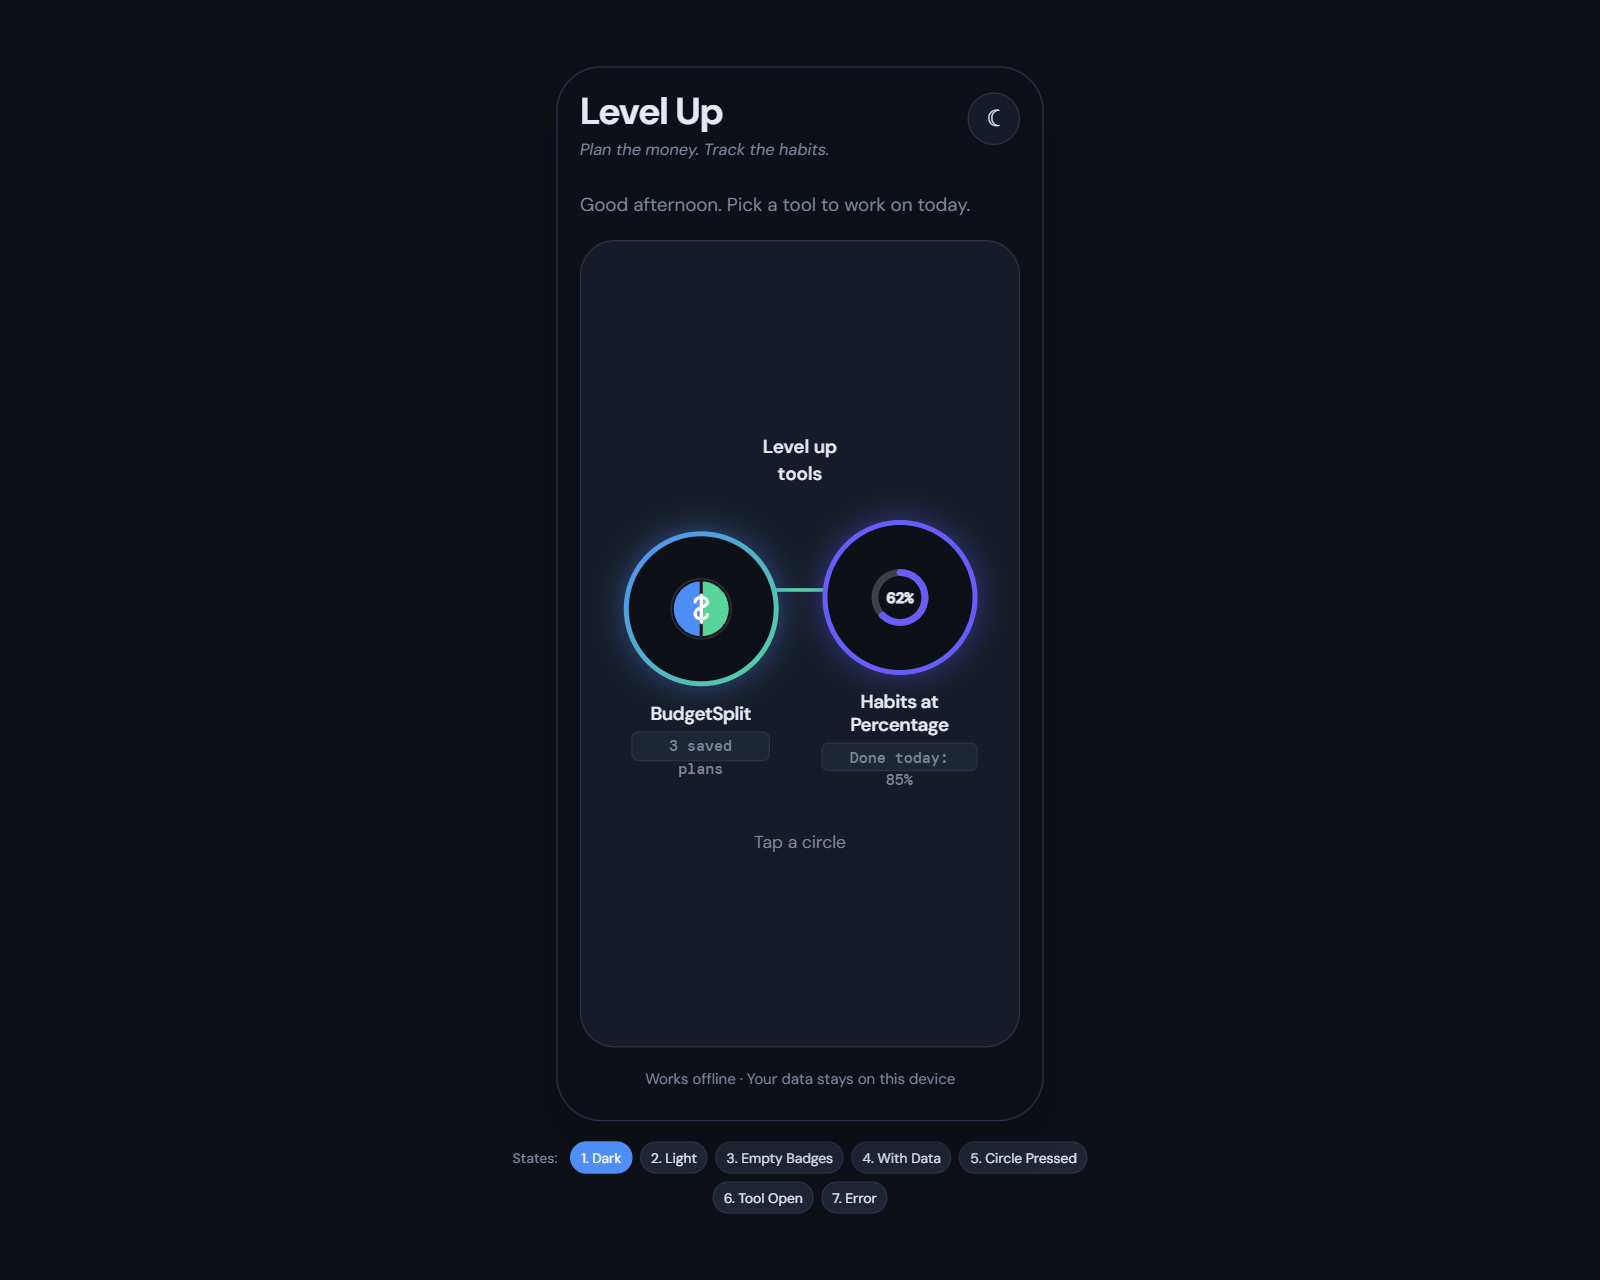 Level Up
Plan the money. Track the habits.
Good afternoon. Pick a tool to work on today.
Level up
tools
62%
BudgetSplit
3 saved
plans
Habits at
Percentage
Done today:
85%
Tap a circle
Works offline · Your data stays on this device
States: 1. Dark 2. Light 3. Empty Badges 4. With Data 5. Circle Pressed
6. Tool Open 7. Error